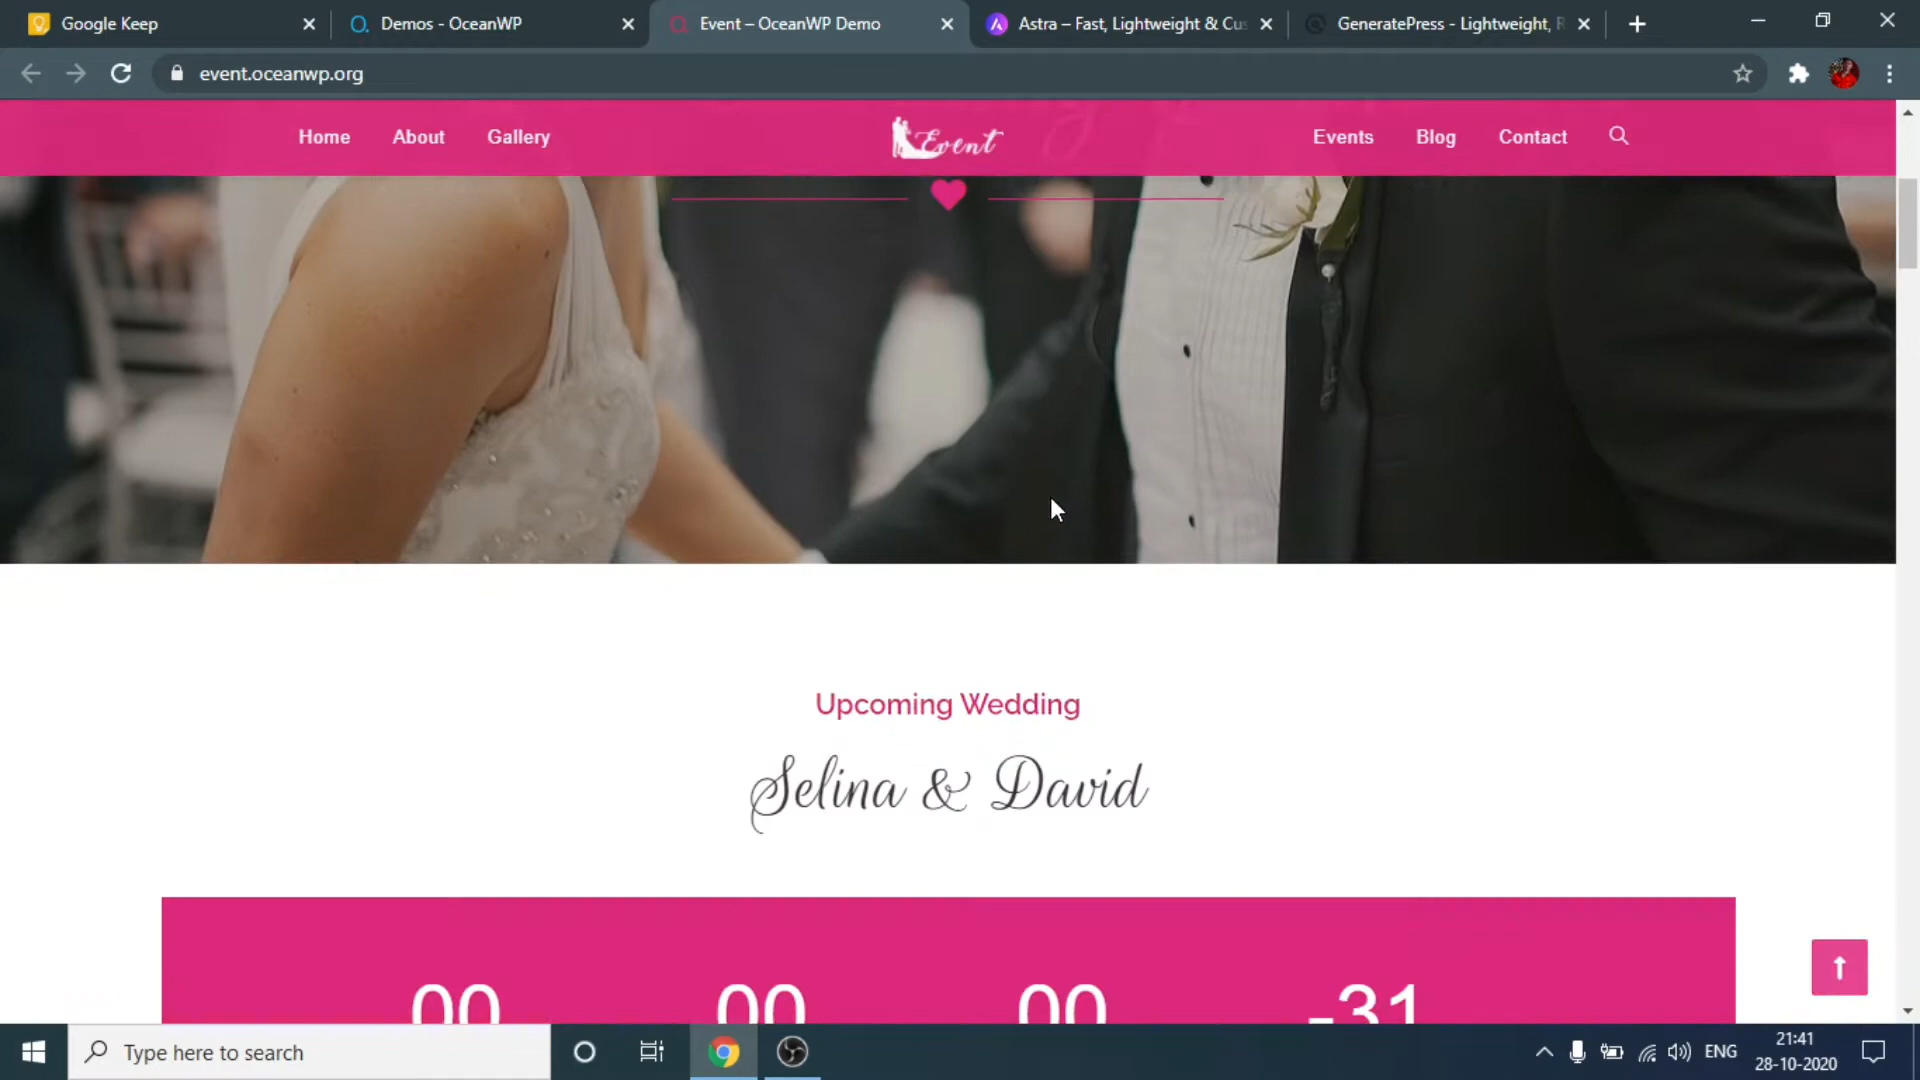 Google Keep
Demos - OceanWP
Event – OceanWP Demo
Astra – Fast, Lightweight & Cus
GeneratePress - Lightweight, R
event.oceanwp.org
Home
About
Gallery
Event
Events
Blog
Contact
Upcoming Wedding
Selina & David
00
00
00
-31
Type here to search
ENG
21:41
28-10-2020